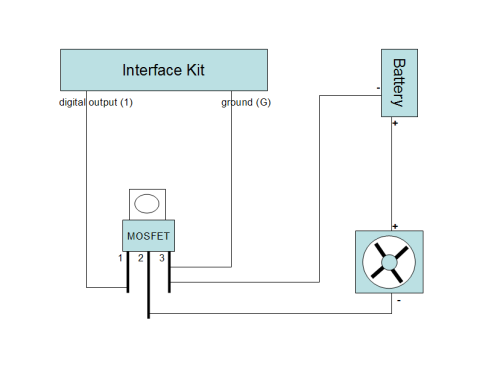 Interface Kit
Battery
digital output (1)
ground (G)
-
+
MOSFET
1 2 3
+
-